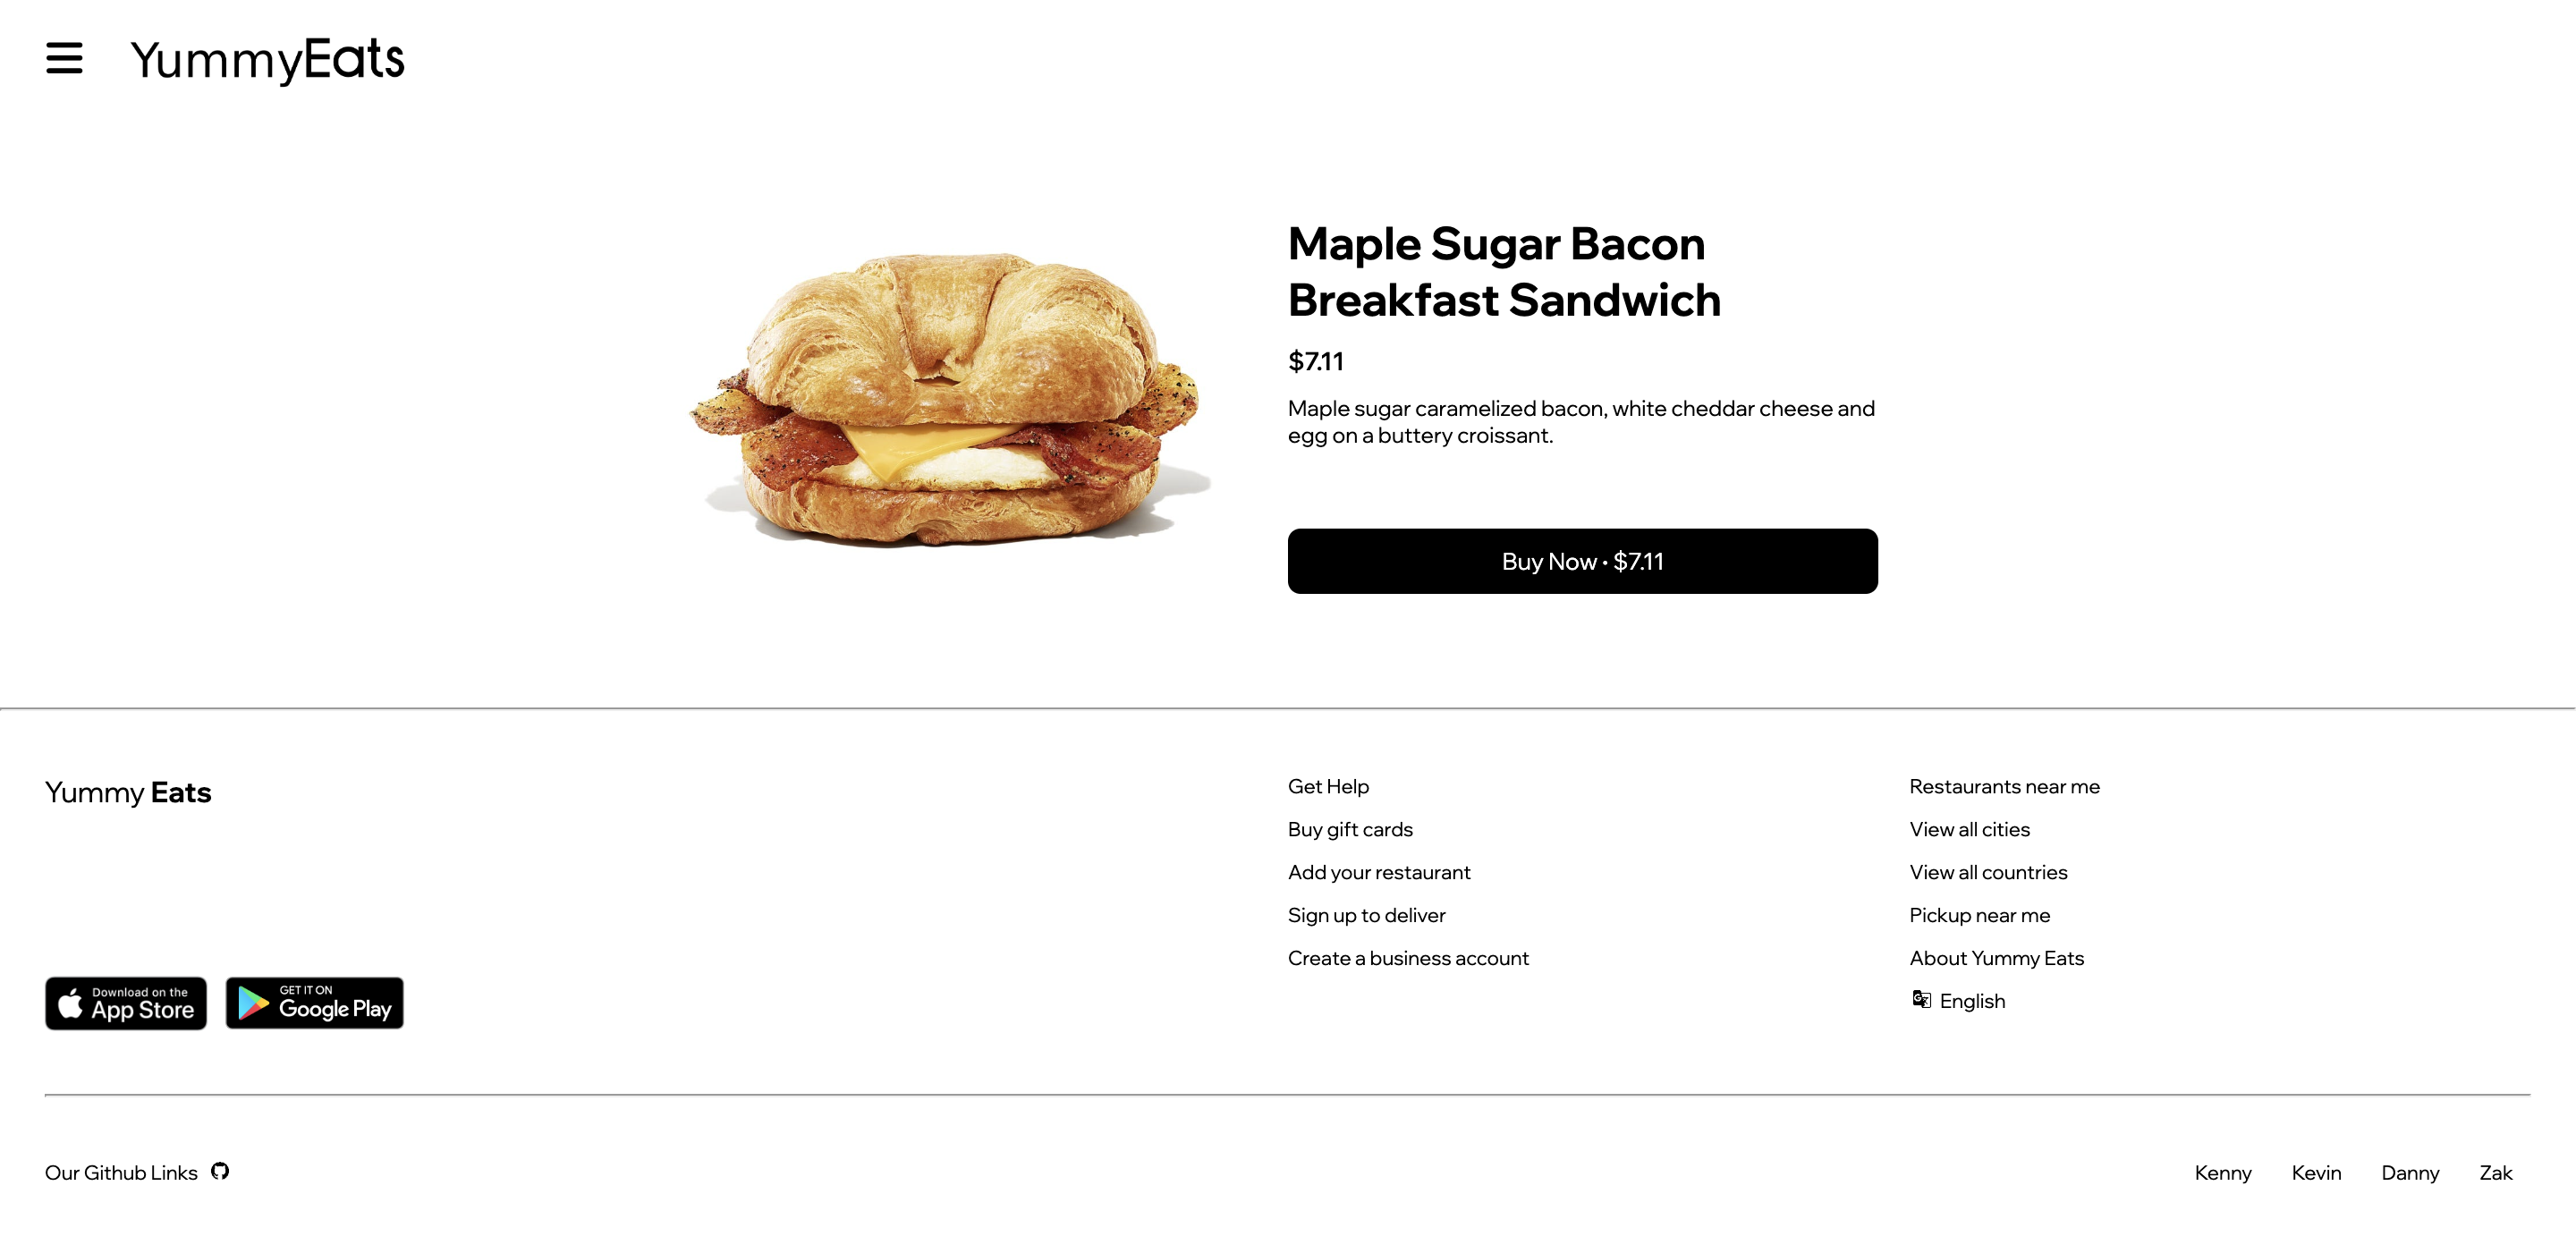 YummyEats
Maple Sugar Bacon
Breakfast Sandwich
$7.11
Maple sugar caramelized bacon, white cheddar cheese and
egg on a buttery croissant.
Buy Now • $7.11
Yummy Eats
Download on the
App Store
GET IT ON
Google Play
Get Help
Buy gift cards
Add your restaurant
Sign up to deliver
Create a business account
Restaurants near me
View all cities
View all countries
Pickup near me
About Yummy Eats
English
Our Github Links
Kenny Kevin Danny Zak